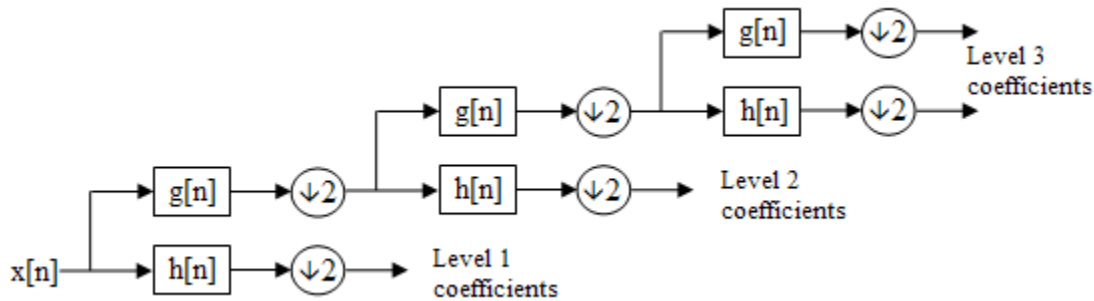 g[n] ↓2
Level 3
coefficients
g[n] ↓2 h[n] ↓2
g[n] ↓2 h[n] ↓2
Level 2
coefficients
x[n] h[n] ↓2
Level 1
coefficients